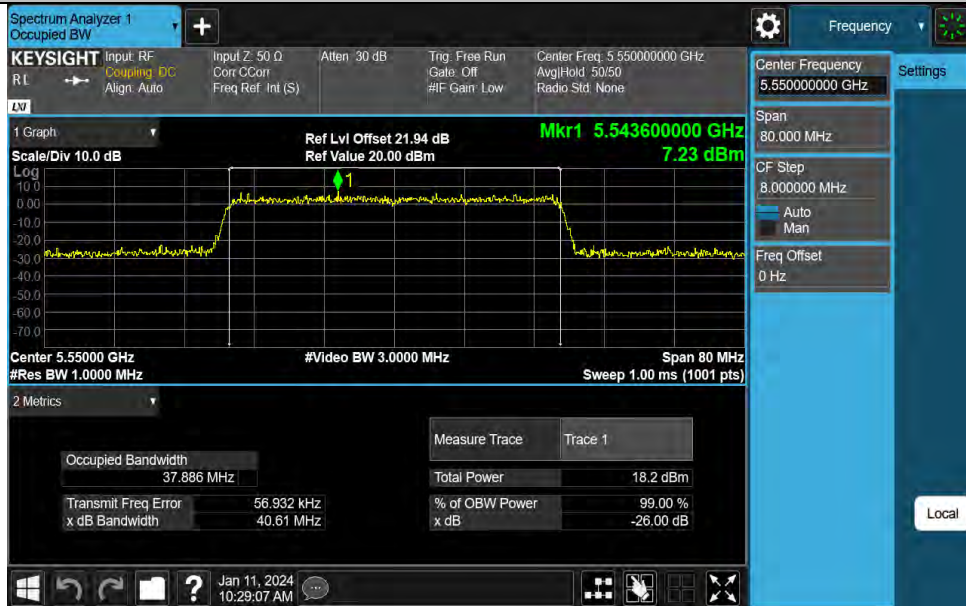 Spectrum Analyzer 1
Occupied BW
+
Frequency
KEYSIGHT
RL
LXI
Input: RF
Coupling: DC
Align: Auto
Input Z: 50 Ω
Corr CCorr
Freq Ref: Int (S)
Atten: 30 dB
Trig: Free Run
Gate: Off
#IF Gain: Low
Center Freq: 5.550000000 GHz
Avg|Hold: 50/50
Radio Std: None
Center Frequency
5.550000000 GHz
Settings
Span
80.000 MHz
CF Step
8.000000 MHz
Auto
Man
Freq Offset
0 Hz
1 Graph
Scale/Div 10.0 dB
Ref Lvl Offset 21.94 dB
Ref Value 20.00 dBm
Mkr1 5.543600000 GHz
7.23 dBm
Log
10.0
0.00
-10.0
-20.0
-30.0
-40.0
-50.0
-60.0
-70.0
1
Center 5.55000 GHz
#Res BW 1.0000 MHz
#Video BW 3.0000 MHz
Span 80 MHz
Sweep 1.00 ms (1001 pts)
2 Metrics
Measure Trace
Trace 1
Occupied Bandwidth
37.886 MHz
Total Power
18.2 dBm
Transmit Freq Error
56.932 kHz
% of OBW Power
99.00 %
x dB Bandwidth
40.61 MHz
x dB
-26.00 dB
Local
?
Jan 11, 2024
10:29:07 AM